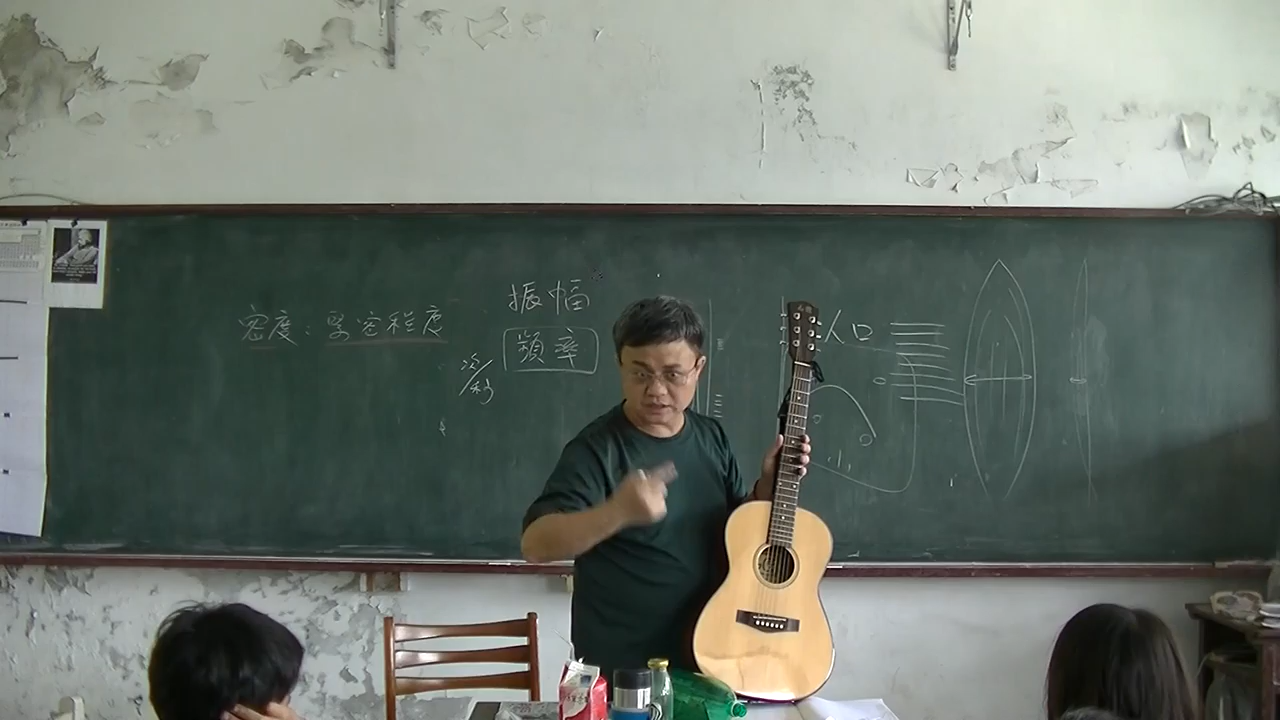 密度:緊密程度
振幅
頻率
次/秒
人口